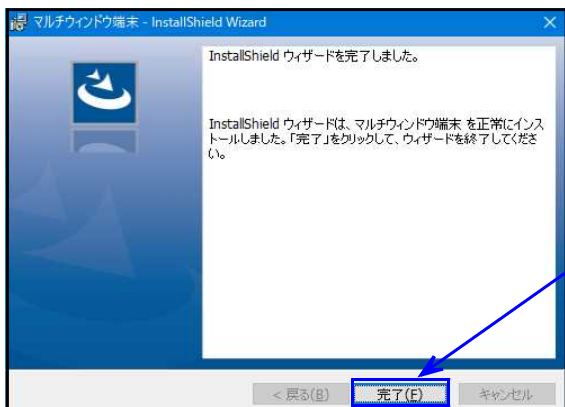 マルチウィンドウ端末 - InstallShield Wizard
InstallShield ウィザードを完了しました。
InstallShield ウィザードは、マルチウィンドウ端末 を正常にインス
トールしました。「完了」をクリックして、ウィザードを終了してくださ
い。
< 戻る(B) 完了(F) キャンセル